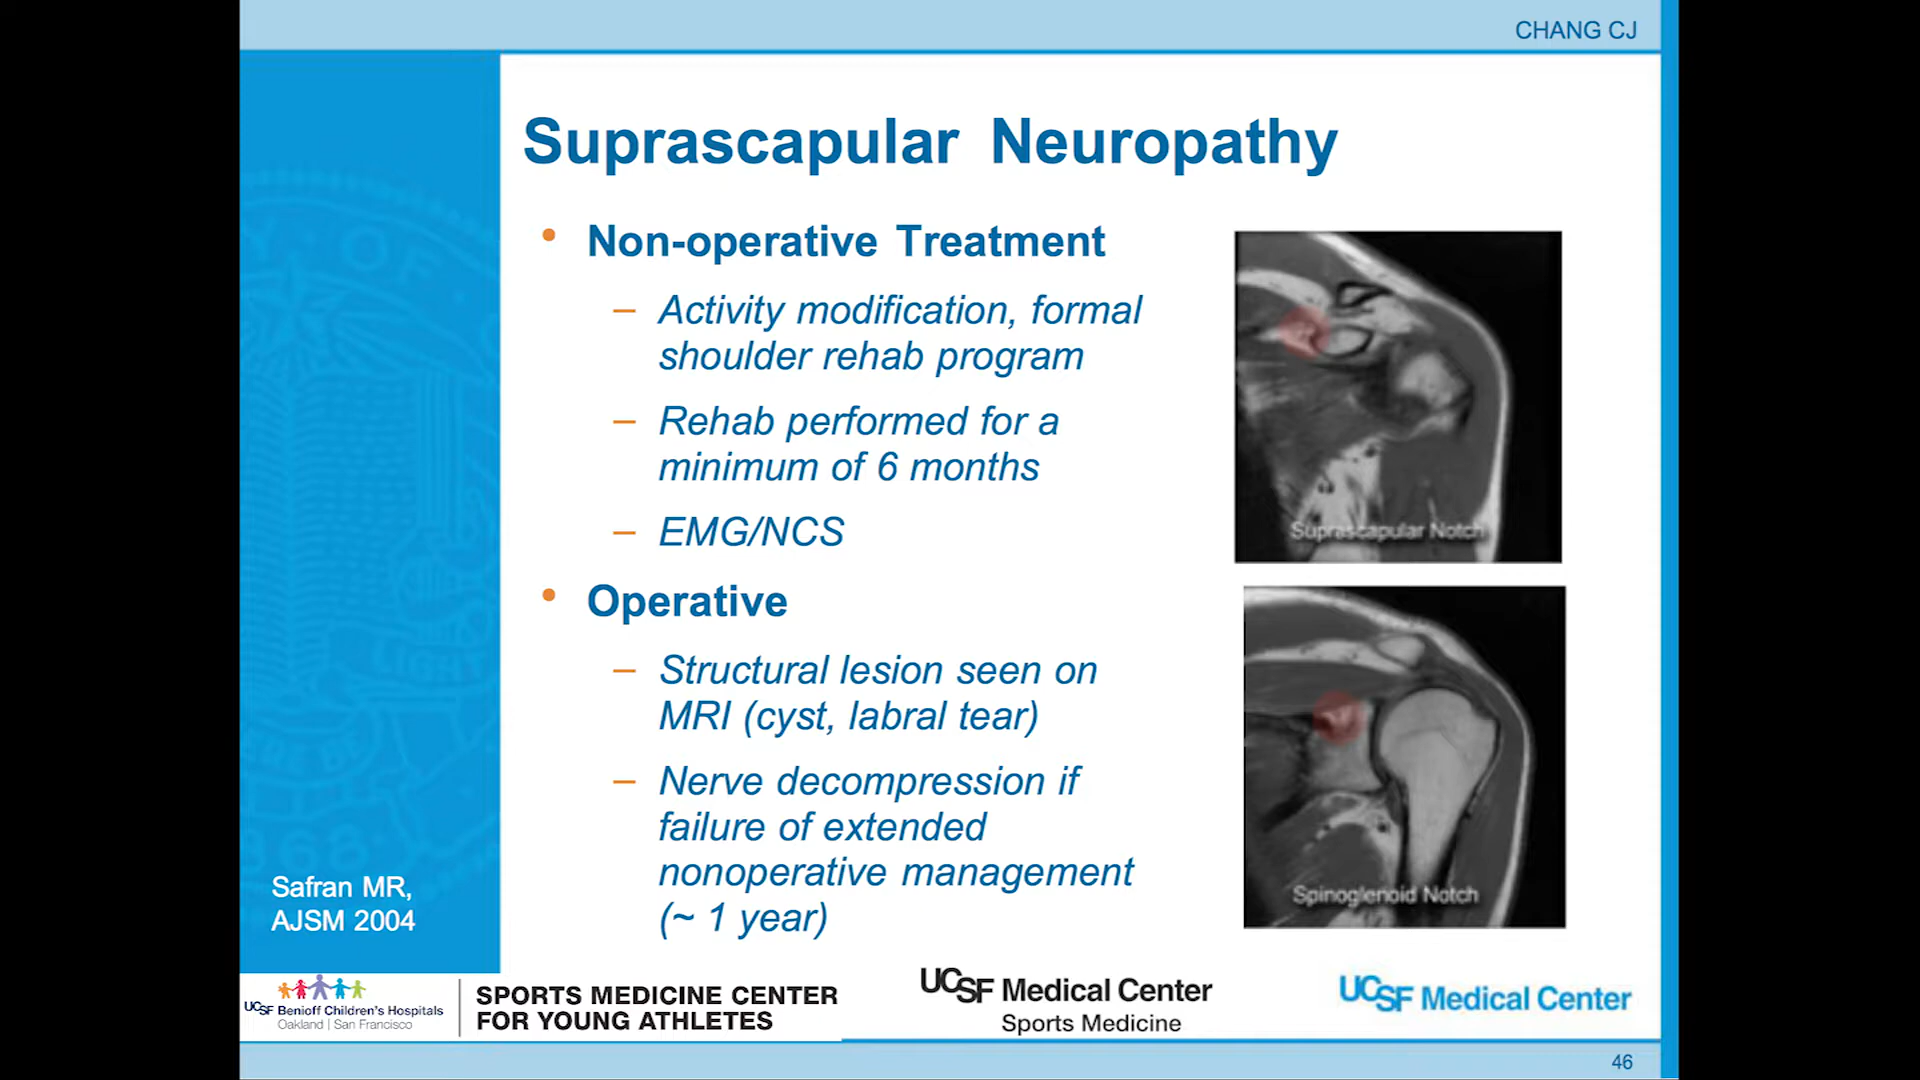 CHANG CJ
Suprascapular Neuropathy
• Non-operative Treatment
– Activity modification, formal
shoulder rehab program
– Rehab performed for a
minimum of 6 months
– EMG/NCS
• Operative
– Structural lesion seen on
MRI (cyst, labral tear)
– Nerve decompression if
failure of extended
nonoperative management
(~ 1 year)
Suprascapular Notch
Spinoglenoid Notch
Safran MR,
AJSM 2004
UCSF Benioff Children's Hospitals
Oakland | San Francisco
SPORTS MEDICINE CENTER
FOR YOUNG ATHLETES
UCSF Medical Center
Sports Medicine
UCSF Medical Center
46